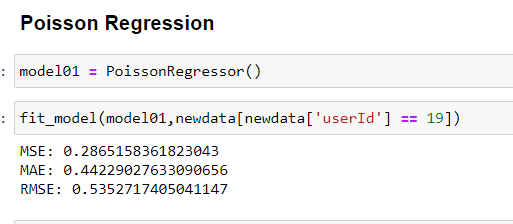 Poisson Regression
: model01 = PoissonRegressor()
: fit_model(model01,newdata[newdata['userId'] == 19])
MSE: 0.2865158361823043
MAE: 0.44229027633090656
RMSE: 0.5352717405041147